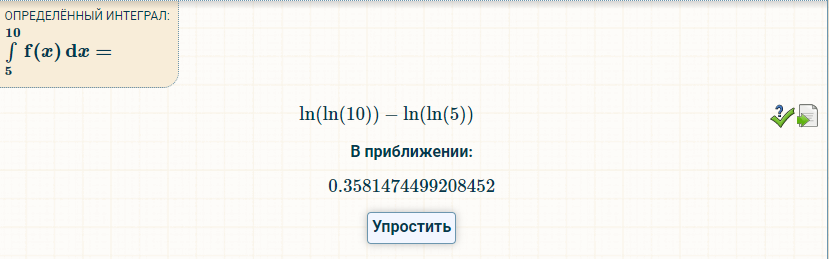 ОПРЕДЕЛЁННЫЙ ИНТЕГРАЛ:
10
∫ f(x) dx =
5
ln(ln(10)) − ln(ln(5))
В приближении:
0.3581474499208452
Упростить